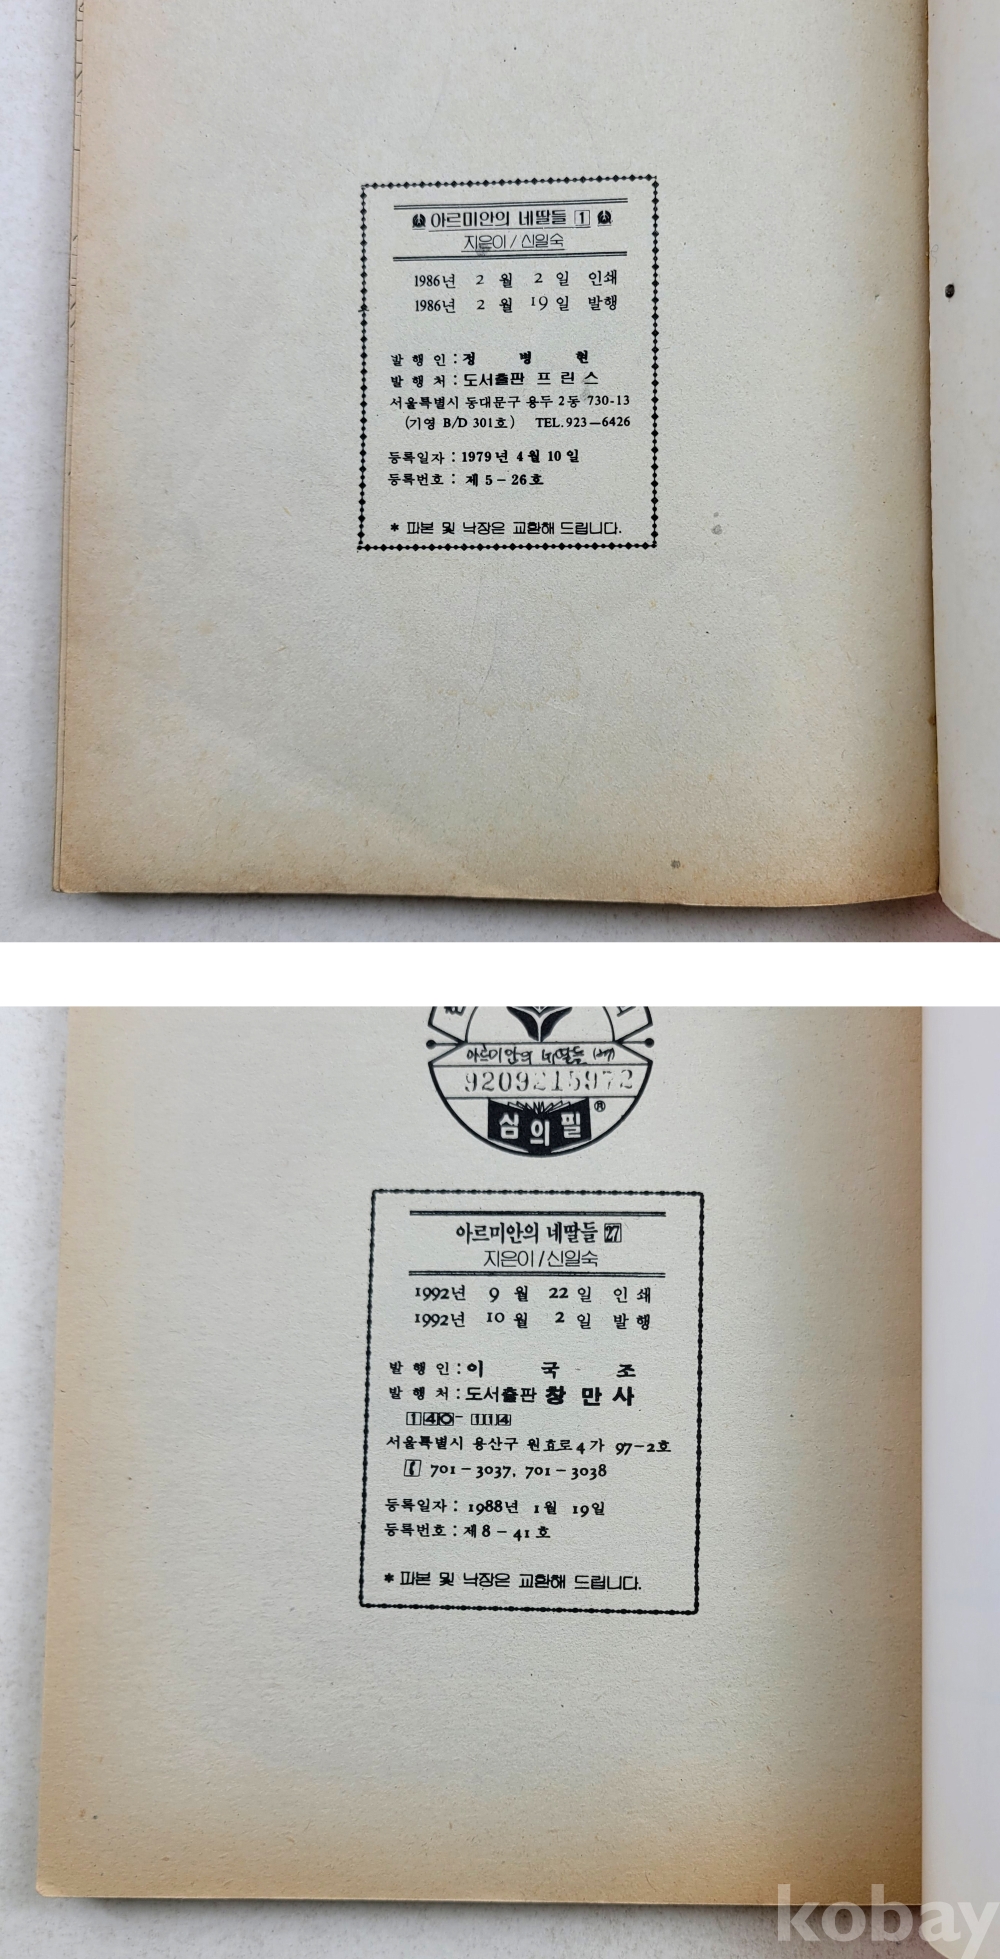 아르미안의 네딸들 1
지은이 / 신일숙
1986년 2 월 2 일 인쇄
1986년 2 월 19 일 발행
발 행 인 : 정 병 현
발 행 처 : 도서출판 프 린 스
서울특별시 동대문구 용두 2동 730-13
(기영 B/D 301호) TEL. 923-6426
등록일자 : 1979년 4월 10일
등록번호 : 제 5 - 26호
* 파본 및 낙장은 교환해 드립니다.
아르미안의 네딸들 (27)
9209215972
심의필 ®
아르미안의 네딸들 27
지은이 / 신일숙
1992년 9 월 22 일 인 쇄
1992년 10 월 2 일 발 행
발 행 인 : 이 국 조
발 행 처 : 도서출판 창 만 사
140-114
서울특별시 용산구 원효로 4가 97-2호
701-3037, 701-3038
등록일자 : 1988년 1월 19일
등록번호 : 제 8 - 41 호
* 파본 및 낙장은 교환해 드립니다.
kobay